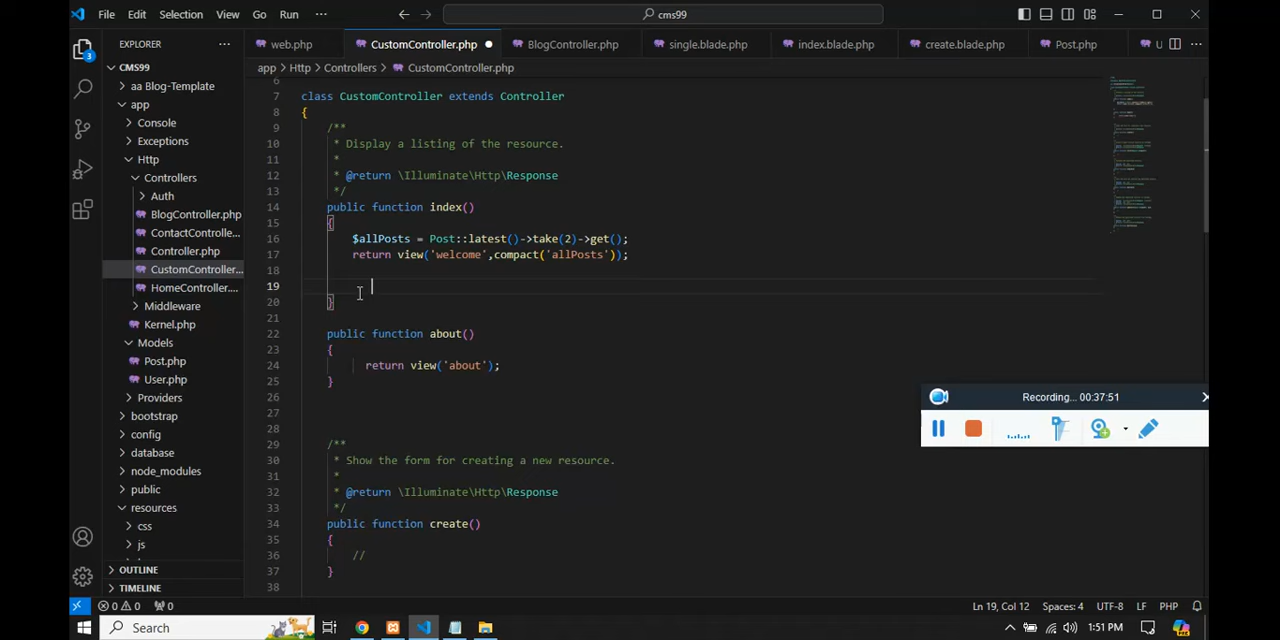 File Edit Selection View Go Run ··· cms99
EXPLORER ···
web.php CustomController.php BlogController.php single.blade.php index.blade.php create.blade.php Post.php U ···
app > Http > Controllers > CustomController.php
CMS99
aa Blog-Template
app
Console
Exceptions
Http
Controllers
Auth
BlogController.php
ContactControlle...
Controller.php
CustomController...
HomeController....
Middleware
Kernel.php
Models
Post.php
User.php
Providers
bootstrap
config
database
node_modules
public
resources
css
js
OUTLINE
TIMELINE
3
6
7 class CustomController extends Controller
8 {
9 /**
10 * Display a listing of the resource.
11 *
12 * @return \Illuminate\Http\Response
13 */
14 public function index()
15 {
16 $allPosts = Post::latest()->take(2)->get();
17 return view('welcome',compact('allPosts'));
18
19
20 }
21
22 public function about()
23 {
24 return view('about');
25 }
26
27
28
29 /**
30 * Show the form for creating a new resource.
31 *
32 * @return \Illuminate\Http\Response
33 */
34 public function create()
35 {
36 //
37 }
38
Recording... 00:37:51
0 0 0 Ln 19, Col 12 Spaces: 4 UTF-8 LF PHP
Search 1:51 PM